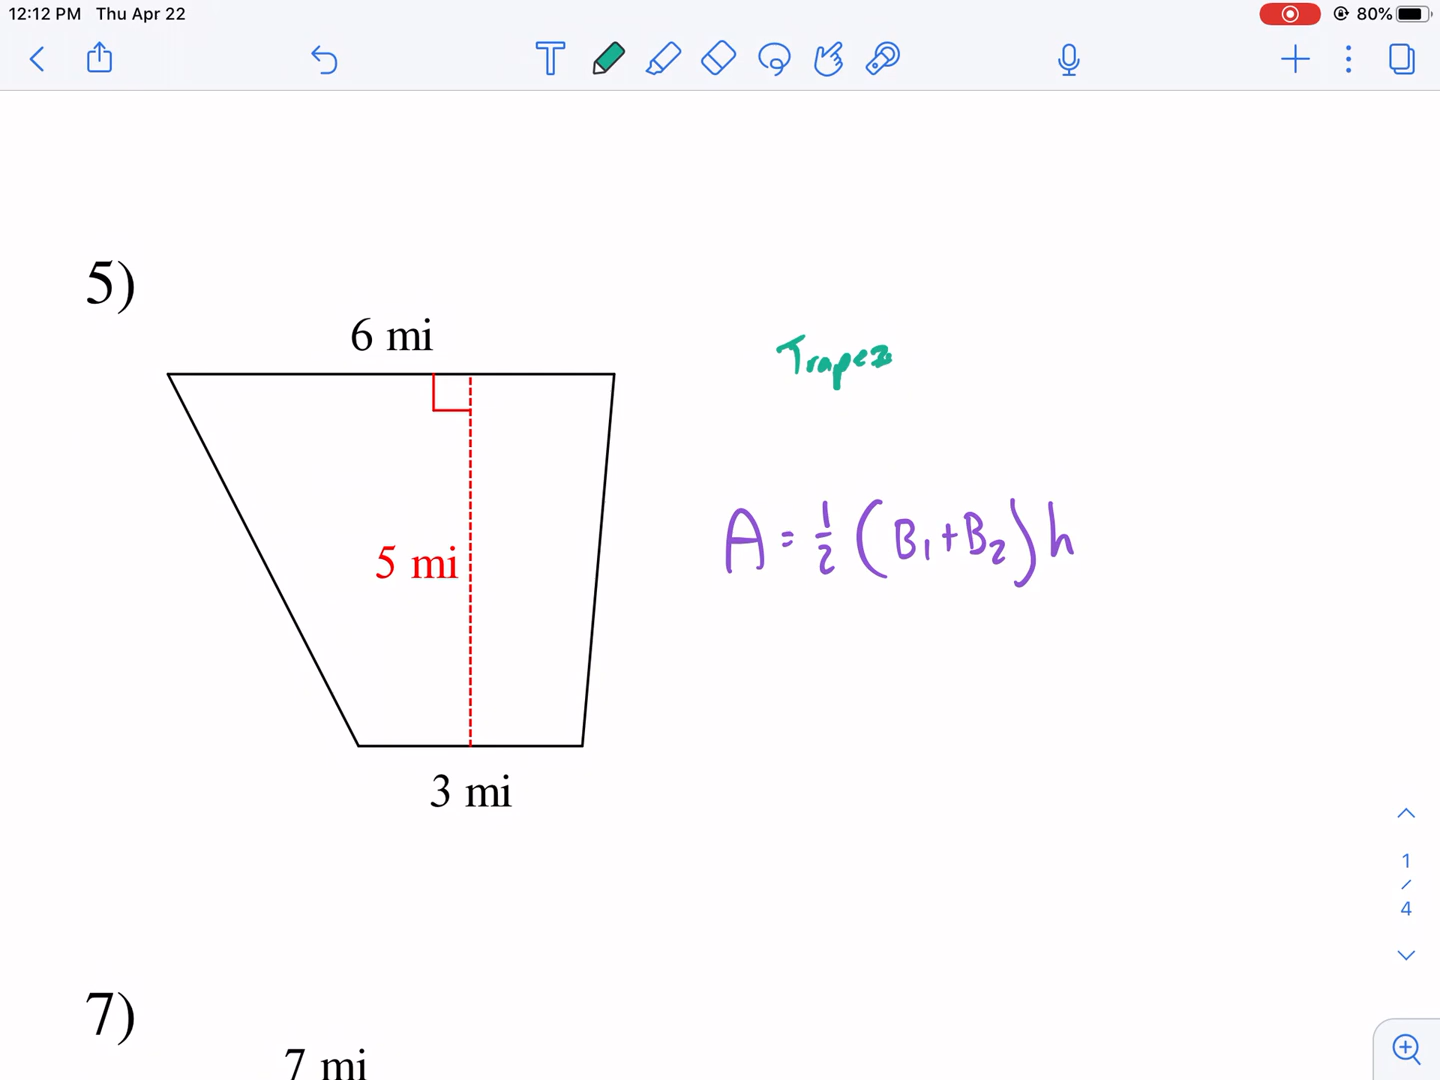 12:12 PM Thu Apr 22
80%
5)
6 mi
Trapez
A = 1/2 (B₁+B₂)h
5 mi
3 mi
1
/
4
7)
7 mi